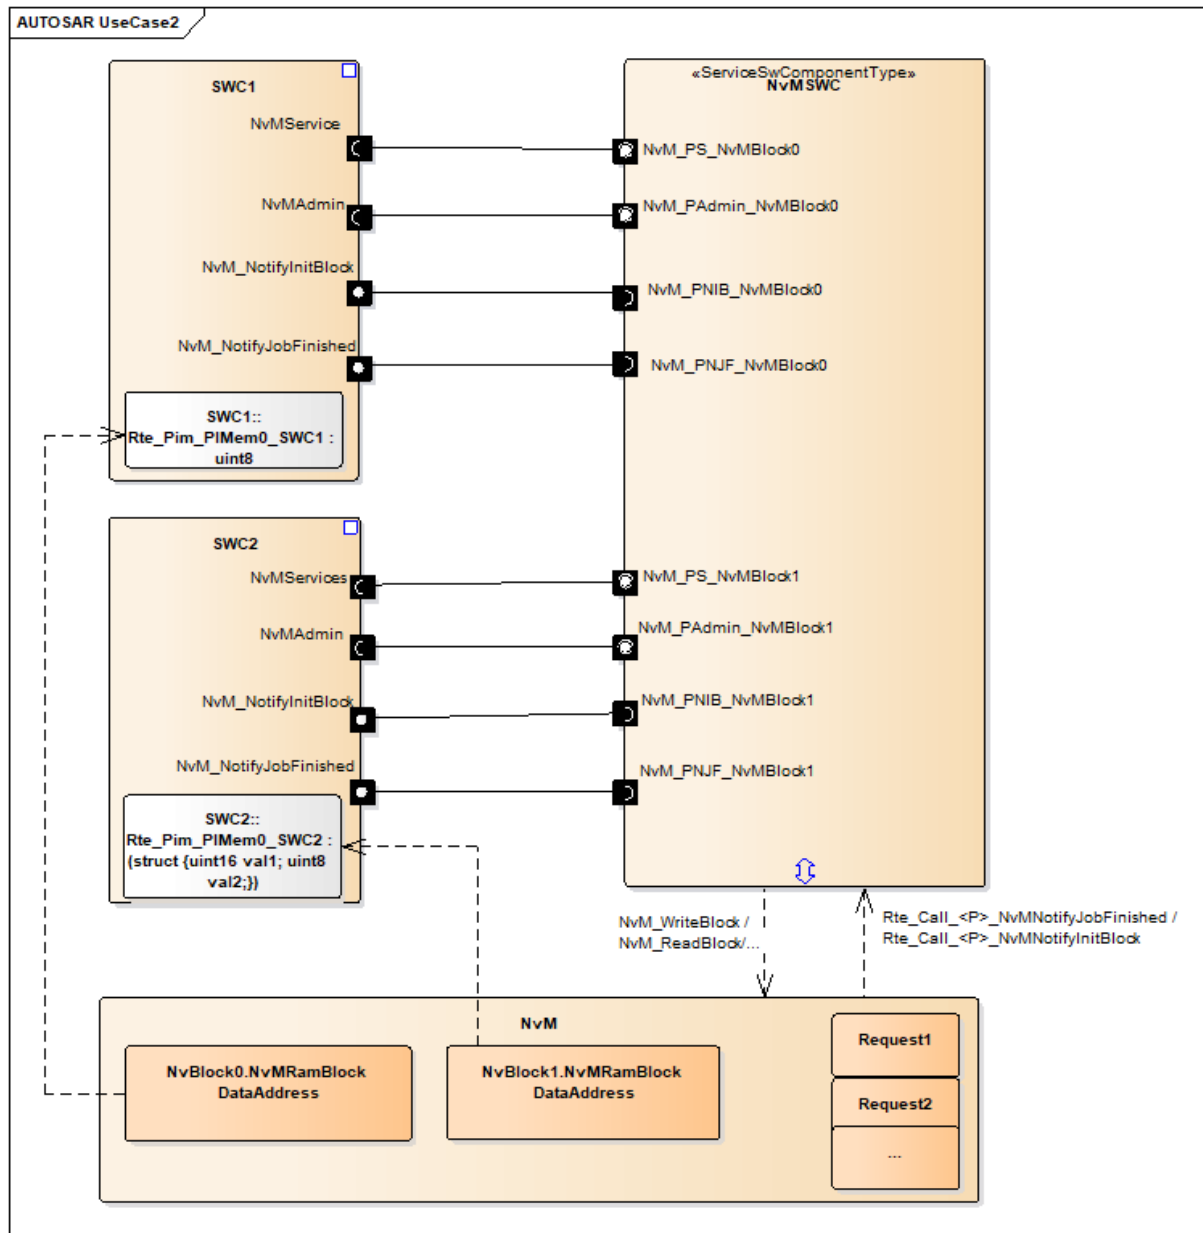 AUTOSAR UseCase2
SWC1
NvMService
NvMAdmin
NvM_NotifyInitBlock
NvM_NotifyJobFinished
SWC1::
Rte_Pim_PIMem0_SWC1 :
uint8
«ServiceSwComponentType»
NvMSWC
NvM_PS_NvMBlock0
NvM_PAdmin_NvMBlock0
NvM_PNIB_NvMBlock0
NvM_PNJF_NvMBlock0
SWC2
NvMServices
NvMAdmin
NvM_NotifyInitBlock
NvM_NotifyJobFinished
SWC2::
Rte_Pim_PIMem0_SWC2 :
(struct {uint16 val1; uint8
val2;})
NvM_PS_NvMBlock1
NvM_PAdmin_NvMBlock1
NvM_PNIB_NvMBlock1
NvM_PNJF_NvMBlock1
NvM_WriteBlock /
NvM_ReadBlock/...
Rte_Call_<P>_NvMNotifyJobFinished /
Rte_Call_<P>_NvMNotifyInitBlock
NvM
NvBlock0.NvMRamBlock
DataAddress
NvBlock1.NvMRamBlock
DataAddress
Request1
Request2
...